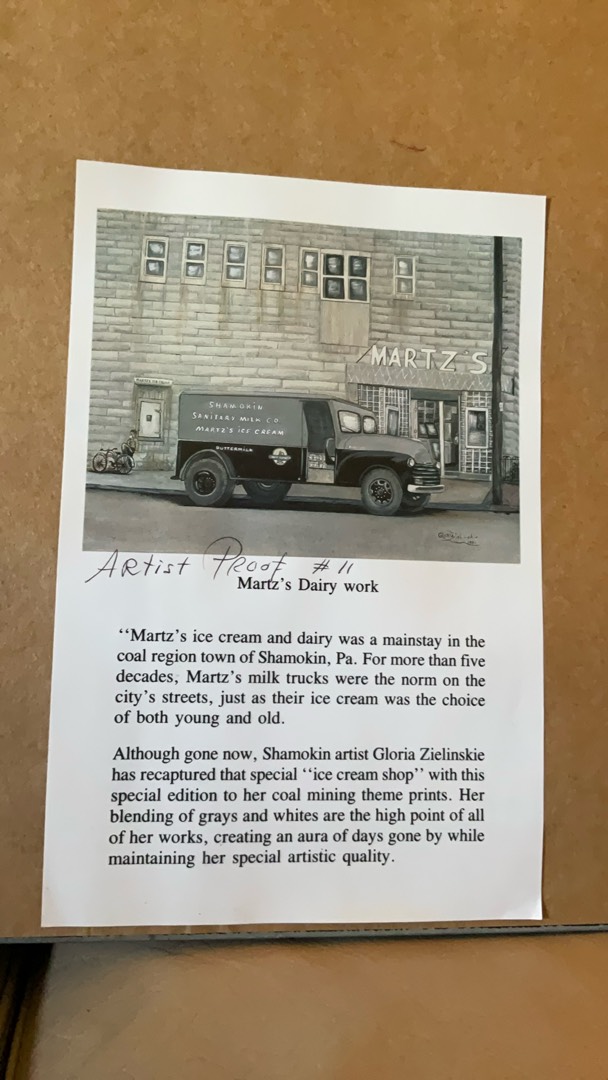 MARTZ'S
SHAMOKIN
SANITARY MILK CO
MARTZ'S ICE CREAM
BUTTERMILK
Artist Proof #11
Martz's Dairy work
“Martz's ice cream and dairy was a mainstay in the
coal region town of Shamokin, Pa. For more than five
decades, Martz's milk trucks were the norm on the
city's streets, just as their ice cream was the choice
of both young and old.
Although gone now, Shamokin artist Gloria Zielinskie
has recaptured that special “ice cream shop” with this
special edition to her coal mining theme prints. Her
blending of grays and whites are the high point of all
of her works, creating an aura of days gone by while
maintaining her special artistic quality.